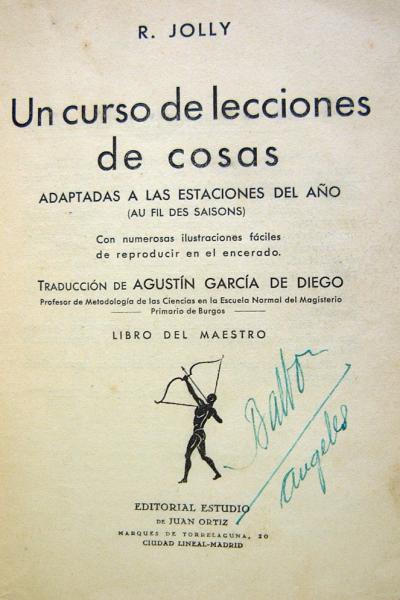 R. JOLLY
Un curso de lecciones
de cosas
ADAPTADAS A LAS ESTACIONES DEL AÑO
(AU FIL DES SAISONS)
Con numerosas ilustraciones fáciles
de reproducir en el encerado.
TRADUCCIÓN DE AGUSTÍN GARCÍA DE DIEGO
Profesor de Metodología de las Ciencias en la Escuela Normal del Magisterio
Primario de Burgos
LIBRO DEL MAESTRO
Angeles
EDITORIAL ESTUDIO
DE JUAN ORTIZ
MARQUES DE TORRELAGUNA, 20
CIUDAD LINEAL-MADRID